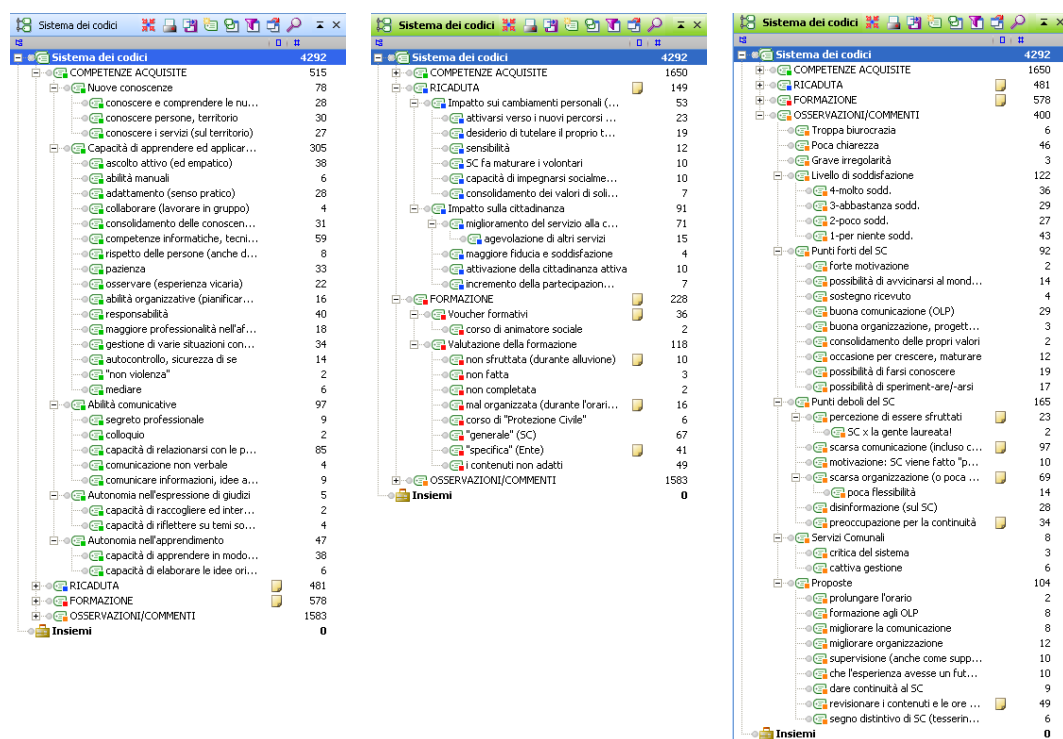 Sistema dei codici
Sistema dei codici 4292
COMPETENZE ACQUISITE 515
Nuove conoscenze 78
conoscere e comprendere le nu... 28
conoscere persone, territorio 30
conoscere i servizi (sul territorio) 27
Capacità di apprendere ed applicar... 305
ascolto attivo (ed empatico) 38
abilità manuali 6
adattamento (senso pratico) 28
collaborare (lavorare in gruppo) 4
consolidamento delle conoscen... 31
competenze informatiche, tecni... 59
rispetto delle persone (anche d... 8
pazienza 33
osservare (esperienza vicaria) 22
abilità organizzative (pianificar... 16
responsabilità 40
maggiore professionalità nell'af... 18
gestione di varie situazioni con... 34
autocontrollo, sicurezza di se 14
"non violenza" 2
mediare 6
Abilità comunicative 97
segreto professionale 9
colloquio 2
capacità di relazionarsi con le p... 85
comunicazione non verbale 4
comunicare informazioni, idee a... 9
Autonomia nell'espressione di giudizi 5
capacità di raccogliere ed inter... 2
capacità di riflettere su temi so... 4
Autonomia nell'apprendimento 47
capacità di apprendere in modo... 38
capacità di elaborare le idee ori... 6
RICADUTA 481
FORMAZIONE 578
OSSERVAZIONI/COMMENTI 1583
Insiemi 0
Sistema dei codici
Sistema dei codici 4292
COMPETENZE ACQUISITE 1650
RICADUTA 149
Impatto sui cambiamenti personali (... 53
attivarsi verso i nuovi percorsi ... 23
desiderio di tutelare il proprio t... 19
sensibilità 12
SC fa maturare i volontari 10
capacità di impegnarsi socialme... 10
consolidamento dei valori di soli... 7
Impatto sulla cittadinanza 91
miglioramento del servizio alla c... 71
agevolazione di altri servizi 15
maggiore fiducia e soddisfazione 4
attivazione della cittadinanza attiva 10
incremento della partecipazion... 7
FORMAZIONE 228
Voucher formativi 36
corso di animatore sociale 2
Valutazione della formazione 118
non sfruttata (durante alluvione) 10
non fatta 3
non completata 2
mal organizzata (durante l'orari... 16
corso di "Protezione Civile" 6
"generale" (SC) 67
"specifica" (Ente) 41
i contenuti non adatti 49
OSSERVAZIONI/COMMENTI 1583
Insiemi 0
Sistema dei codici
Sistema dei codici 4292
COMPETENZE ACQUISITE 1650
RICADUTA 481
FORMAZIONE 578
OSSERVAZIONI/COMMENTI 400
Troppa biurocrazia 6
Poca chiarezza 46
Grave irregolarità 3
Livello di soddisfazione 122
4-molto sodd. 36
3-abbastanza sodd. 29
2-poco sodd. 27
1-per niente sodd. 43
Punti forti del SC 92
forte motivazione 2
possibilità di avvicinarsi al mond... 14
sostegno ricevuto 4
buona comunicazione (OLP) 29
buona organizzazione, progett... 3
consolidamento dei propri valori 2
occasione per crescere, maturare 12
possibilità di farsi conoscere 19
possibilità di speriment-are/-arsi 17
Punti deboli del SC 165
percezione di essere sfruttati 23
SC x la gente laureata! 2
scarsa comunicazione (incluso c... 97
motivazione: SC viene fatto "p... 10
scarsa organizzazione (o poca ... 69
poca flessibilità 14
disinformazione (sul SC) 28
preoccupazione per la continuità 34
Servizi Comunali 8
critica del sistema 3
cattiva gestione 6
Proposte 104
prolungare l'orario 2
formazione agli OLP 8
migliorare la comunicazione 8
migliorare organizzazione 12
supervisione (anche come supp... 10
che l'esperienza avesse un fut... 10
dare continuità al SC 9
revisionare i contenuti e le ore ... 49
segno distintivo di SC (tesserin... 6
Insiemi 0